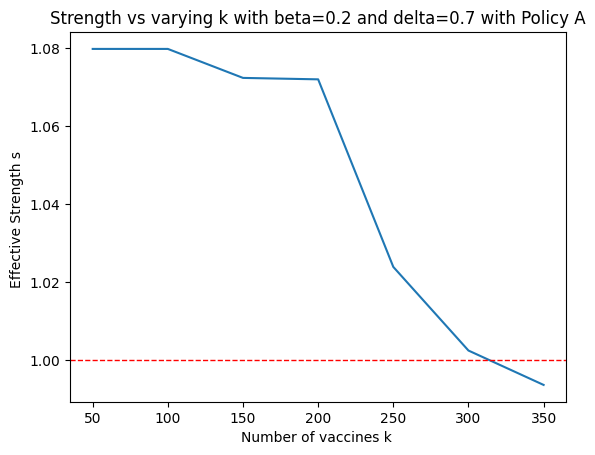 Strength vs varying k with beta=0.2 and delta=0.7 with Policy A
1.08
1.06
1.04
1.02
1.00
Effective Strength s
50 100 150 200 250 300 350
Number of vaccines k